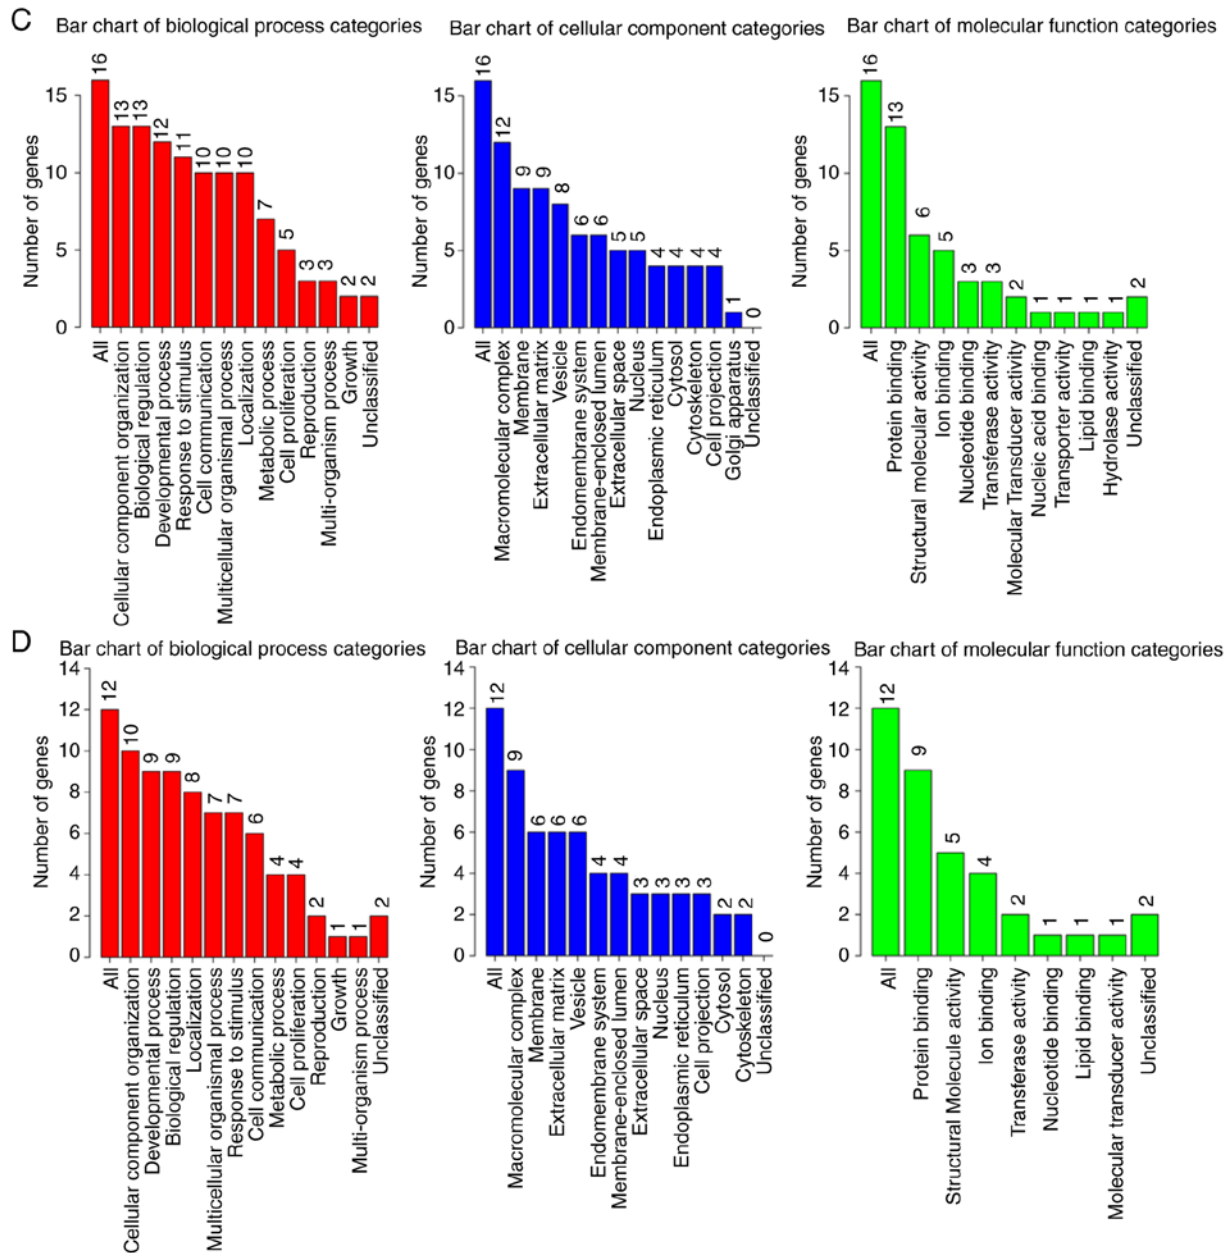 C
Bar chart of biological process categories
Number of genes
15
10
5
0
16
13
13
12
11
10
10
10
7
5
3
3
2
2
All
Cellular component organization
Biological regulation
Developmental process
Response to stimulus
Cell communication
Multicellular organismal process
Localization
Metabolic process
Cell proliferation
Reproduction
Multi-organism process
Growth
Unclassified
Bar chart of cellular component categories
Number of genes
15
10
5
0
16
12
9
9
8
6
6
5
5
4
4
4
4
1
0
All
Macromolecular complex
Membrane
Extracellular matrix
Vesicle
Endomembrane system
Membrane-enclosed lumen
Extracellular space
Nucleus
Endoplasmic reticulum
Cytosol
Cytoskeleton
Cell projection
Golgi apparatus
Unclassified
Bar chart of molecular function categories
Number of genes
15
10
5
0
16
13
6
5
3
3
2
1
1
1
1
2
All
Protein binding
Structural molecular activity
Ion binding
Nucleotide binding
Transferase activity
Molecular Transducer activity
Nucleic acid binding
Transporter activity
Lipid binding
Hydrolase activity
Unclassified
D
Bar chart of biological process categories
Number of genes
14
12
10
8
6
4
2
0
12
10
9
9
8
7
7
6
4
4
2
1
1
2
All
Cellular component organization
Developmental process
Biological regulation
Localization
Multicellular organismal process
Response to stimulus
Cell communication
Metabolic process
Cell proliferation
Reproduction
Growth
Multi-organism process
Unclassified
Bar chart of cellular component categories
Number of genes
14
12
10
8
6
4
2
0
12
9
6
6
6
4
4
3
3
3
3
2
2
0
All
Macromolecular complex
Membrane
Extracellular matrix
Vesicle
Endomembrane system
Membrane-enclosed lumen
Extracellular space
Nucleus
Endoplasmic reticulum
Cell projection
Cytosol
Cytoskeleton
Unclassified
Bar chart of molecular function categories
Number of genes
14
12
10
8
6
4
2
0
12
9
5
4
2
1
1
1
2
All
Protein binding
Structural Molecule activity
Ion binding
Transferase activity
Nucleotide binding
Lipid binding
Molecular transducer activity
Unclassified